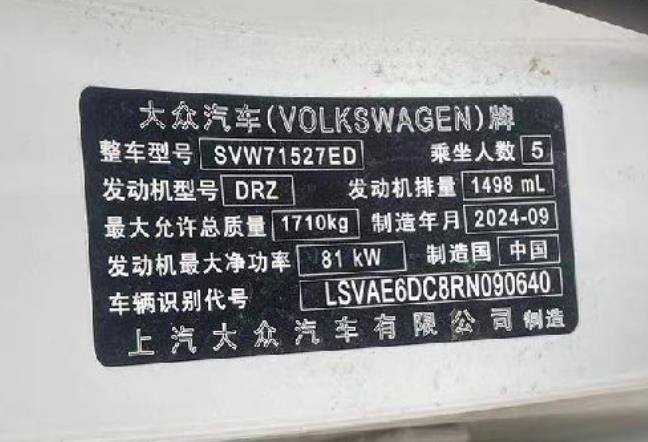 大众汽车(VOLKSWAGEN)牌
整车型号 SVW71527ED 乘坐人数 5
发动机型号 DRZ 发动机排量 1498 mL
最大允许总质量 1710kg 制造年月 2024-09
发动机最大净功率 81 kW 制造国 中国
车辆识别代号 LSVAE6DC8RN090640
上汽大众汽车有限公司 制造